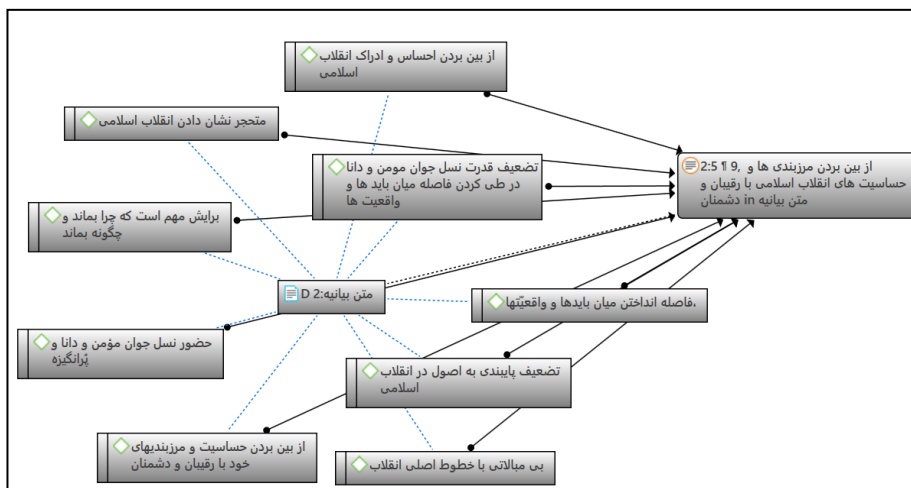 از بین بردن احساس و ادراک انقلاب
اسلامی
متحجر نشان دادن انقلاب اسلامی
تضعیف قدرت نسل جوان مومن و دانا
در طی کردن فاصله میان باید ها و
واقعیت ها
2:5 ¶ 9, از بین بردن مرزبندی ها و
حساسیت های انقلاب اسلامی با رقیبان و
دشمنان in متن بیانیه
برایش مهم است که چرا بماند و
چگونه بماند
D 2: متن بیانیه
فاصله انداختن میان بایدها و واقعیّتها،
حضور نسل جوان مؤمن و دانا و
پُرانگیزه
تضعیف پایبندی به اصول در انقلاب
اسلامی
از بین بردن حساسیت و مرزبندیهای
خود با رقیبان و دشمنان
بی مبالاتی با خطوط اصلی انقلاب